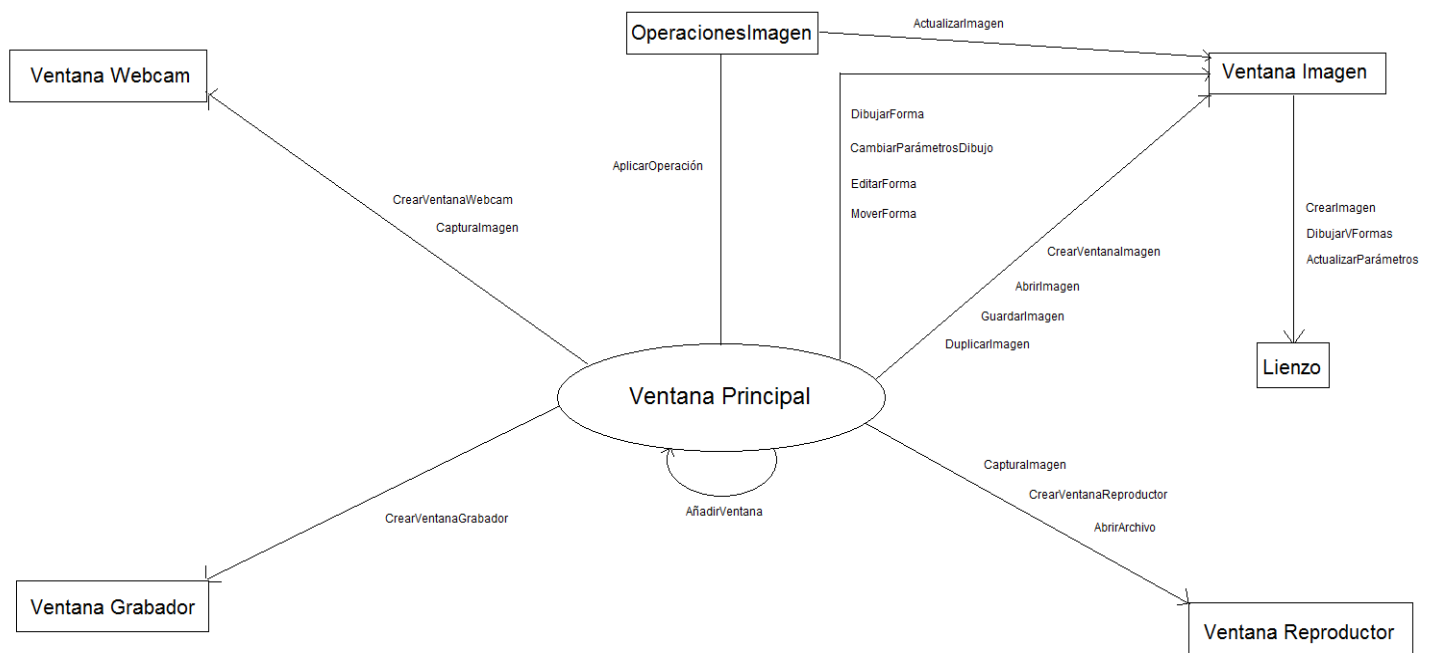 ActualizarImagen
OperacionesImagen
Ventana Webcam
Ventana Imagen
DibujarForma
CambiarParámetrosDibujo
AplicarOperación
EditarForma
CrearVentanaWebcam
MoverForma
CapturaImagen
CrearImagen
DibujarVFormas
CrearVentanaImagen
ActualizarParámetros
AbrirImagen
GuardarImagen
DuplicarImagen
Lienzo
Ventana Principal
CapturaImagen
CrearVentanaReproductor
AñadirVentana
CrearVentanaGrabador
AbrirArchivo
Ventana Grabador
Ventana Reproductor